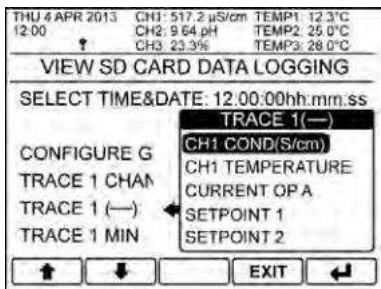 THU 4 APR 2013 CH1: 517.2 µS/cm TEMP1: 12.3°C
12:00 CH2: 9.64 pH TEMP2: 25.0°C
CH3: 23.3% TEMP3: 28.0°C
VIEW SD CARD DATA LOGGING
SELECT TIME&DATE: 12.00:00hh:mm:ss
TRACE 1(—)
CH1 COND(S/cm)
CONFIGURE G
CH1 TEMPERATURE
TRACE 1 CHAN
CURRENT OP A
TRACE 1 (—):
SETPOINT 1
TRACE 1 MIN
SETPOINT 2
EXIT